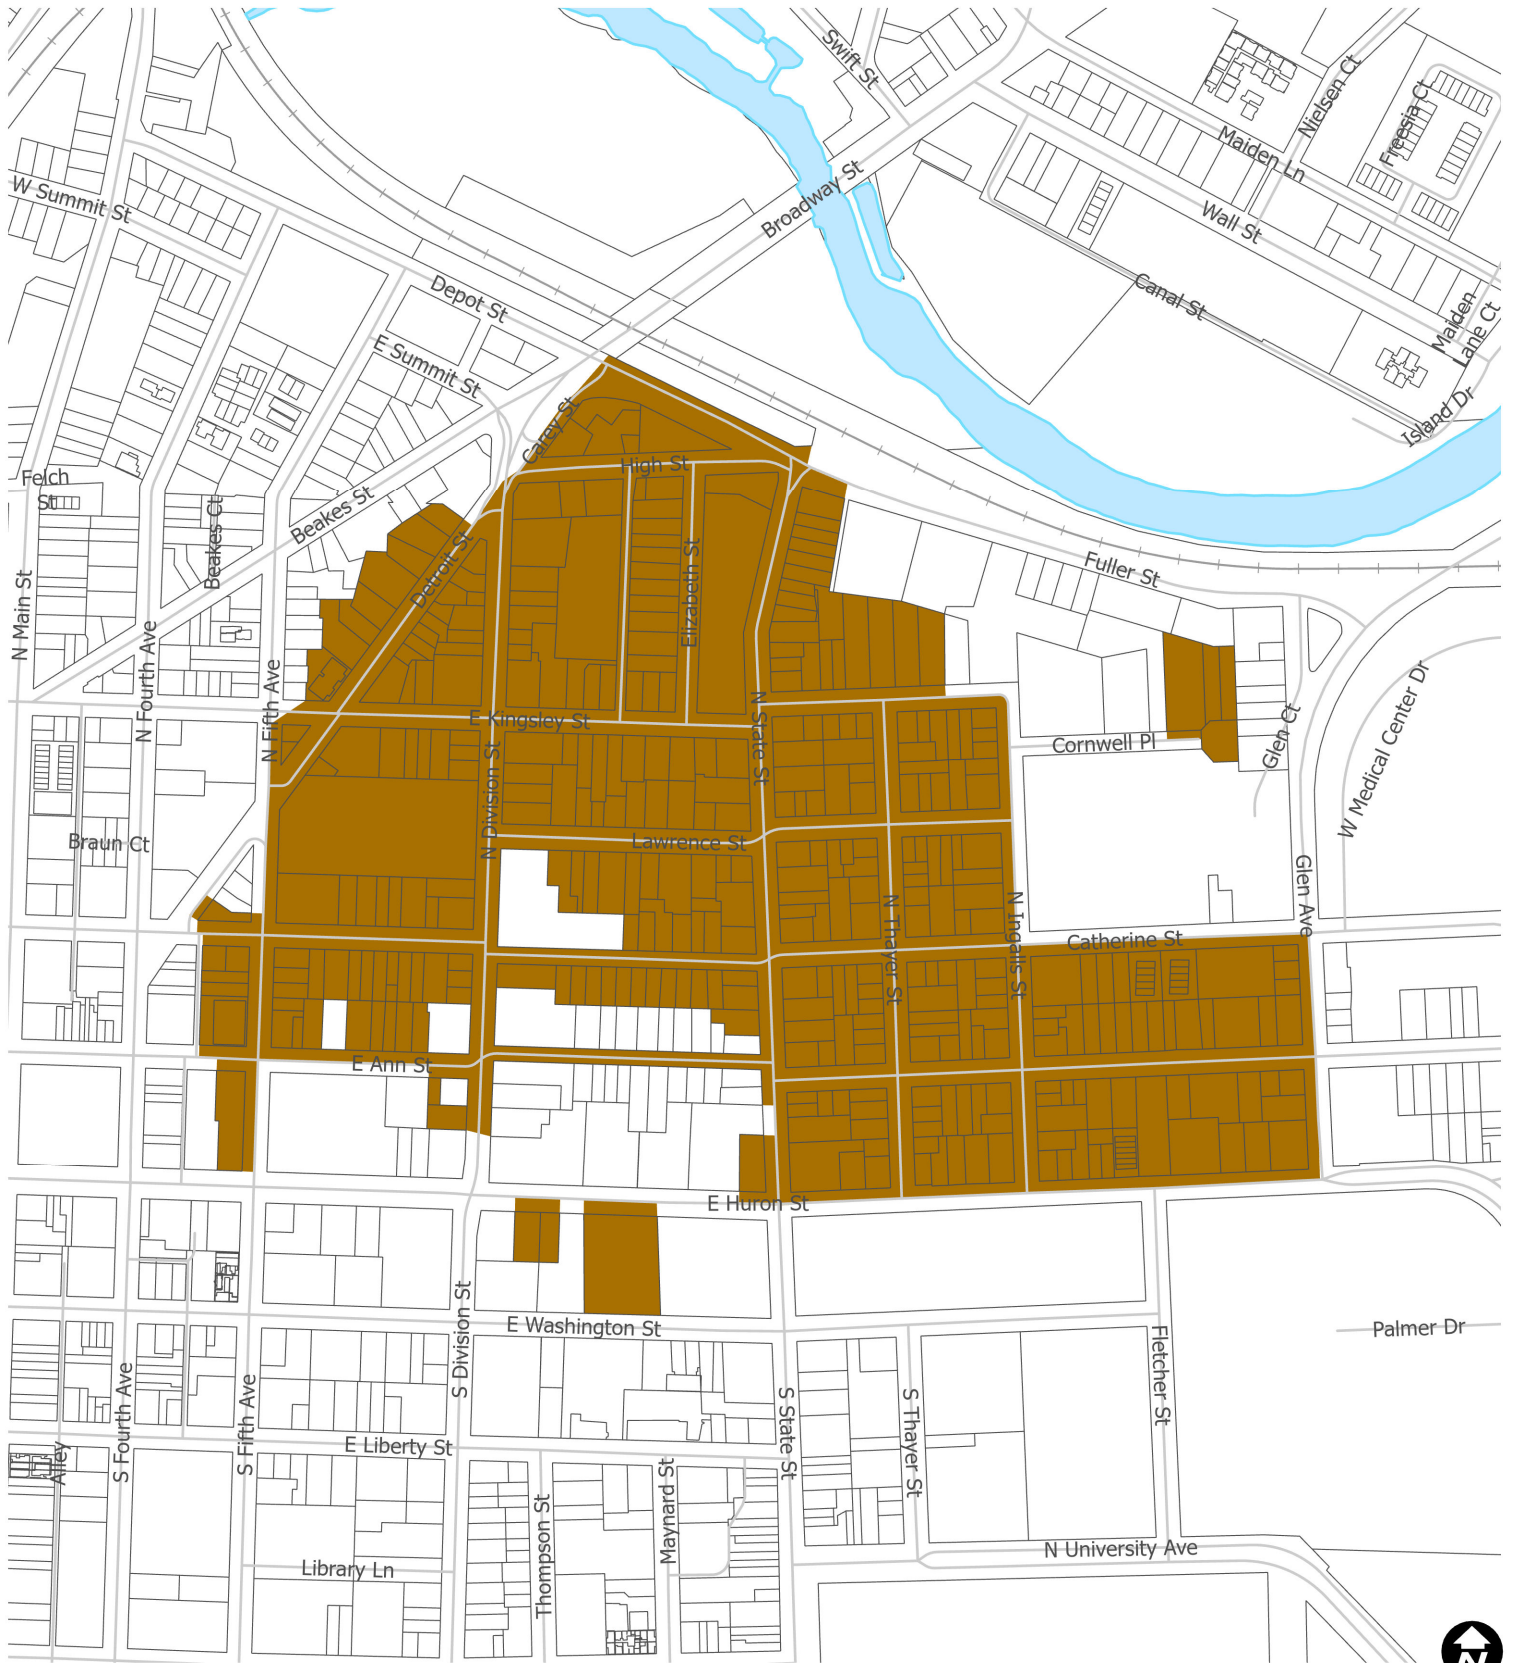 Swift St
Nielsen Ct
Freesia Ct
Maiden Ln
W Summit St
Broadway St
Wall St
Depot St
Canal St
Maiden
Lane Ct
E Summit St
Island Dr
Carey St
High St
Felch
St
Beakes St
Beakes Ct
Detroit St
Elizabeth St
Fuller St
N Main St
N Fourth Ave
N Fifth Ave
E Kingsley St
N State St
Cornwell Pl
Glen Ct
W Medical Center Dr
N Division St
Braun Ct
Lawrence St
Glen Ave
N Thayer St
N Ingalls St
Catherine St
E Ann St
E Huron St
S Division St
E Washington St
Palmer Dr
Fletcher St
S Fourth Ave
S Fifth Ave
S State St
S Thayer St
Alley
E Liberty St
Thompson St
Maynard St
N University Ave
Library Ln
N